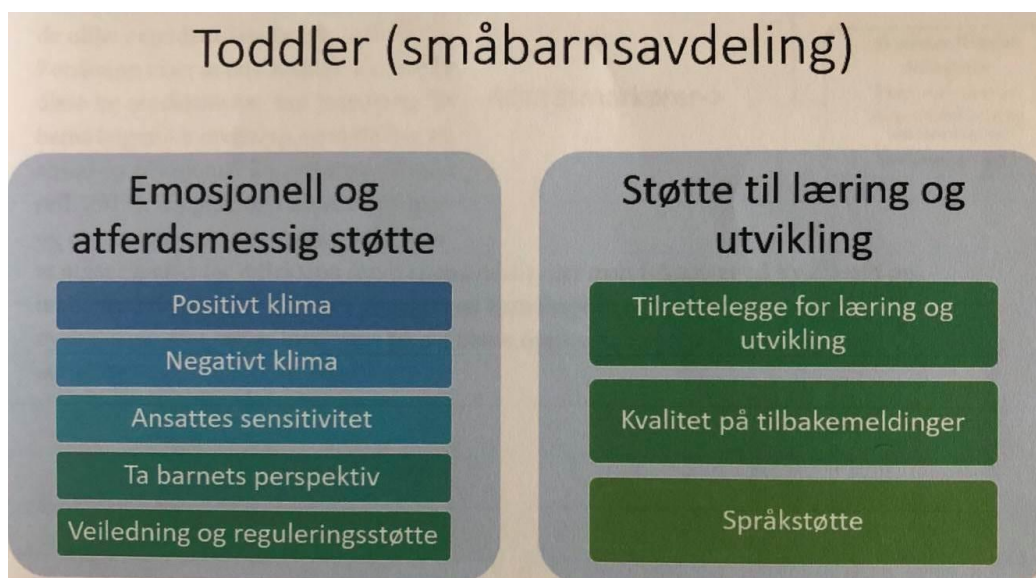 Toddler (småbarnsavdeling)
Emosjonell og
atferdsmessig støtte
Positivt klima
Negativt klima
Ansattes sensitivitet
Ta barnets perspektiv
Veiledning og reguleringsstøtte
Støtte til læring og
utvikling
Tilrettelegge for læring og
utvikling
Kvalitet på tilbakemeldinger
Språkstøtte